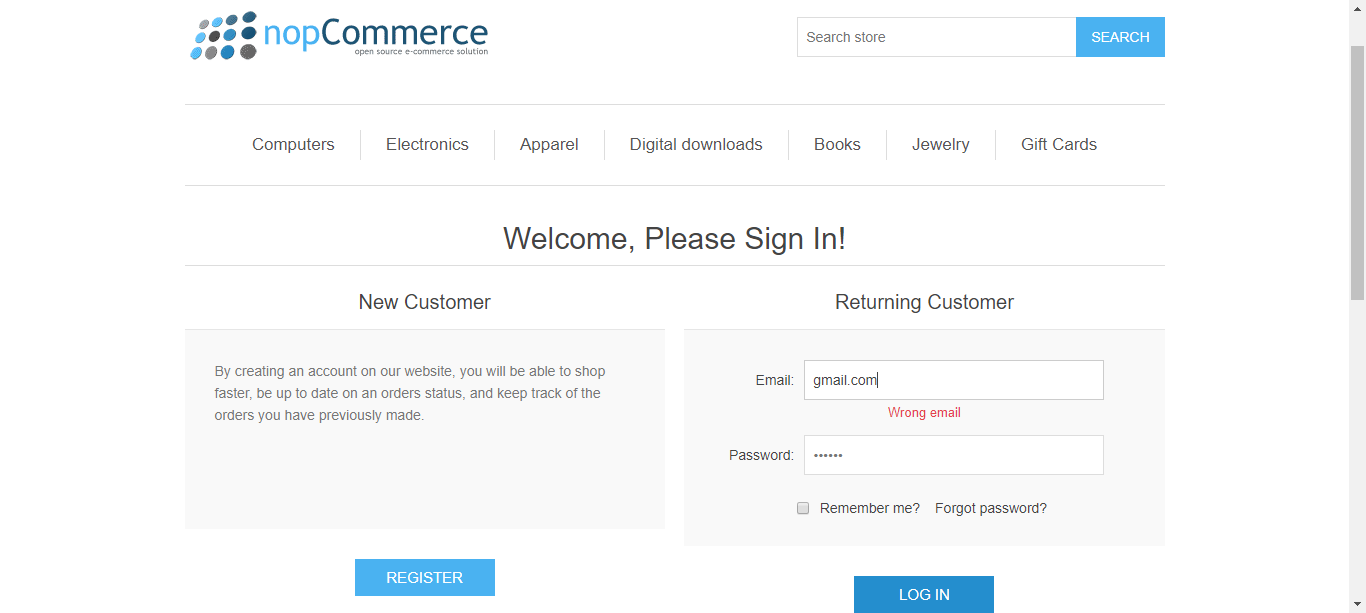 nopCommerce
open source e-commerce solution
Search store
SEARCH
Computers
Electronics
Apparel
Digital downloads
Books
Jewelry
Gift Cards
Welcome, Please Sign In!
New Customer
By creating an account on our website, you will be able to shop
faster, be up to date on an orders status, and keep track of the
orders you have previously made.
REGISTER
Returning Customer
Email:
gmail.com
Wrong email
Password:
••••••
Remember me?
Forgot password?
LOG IN